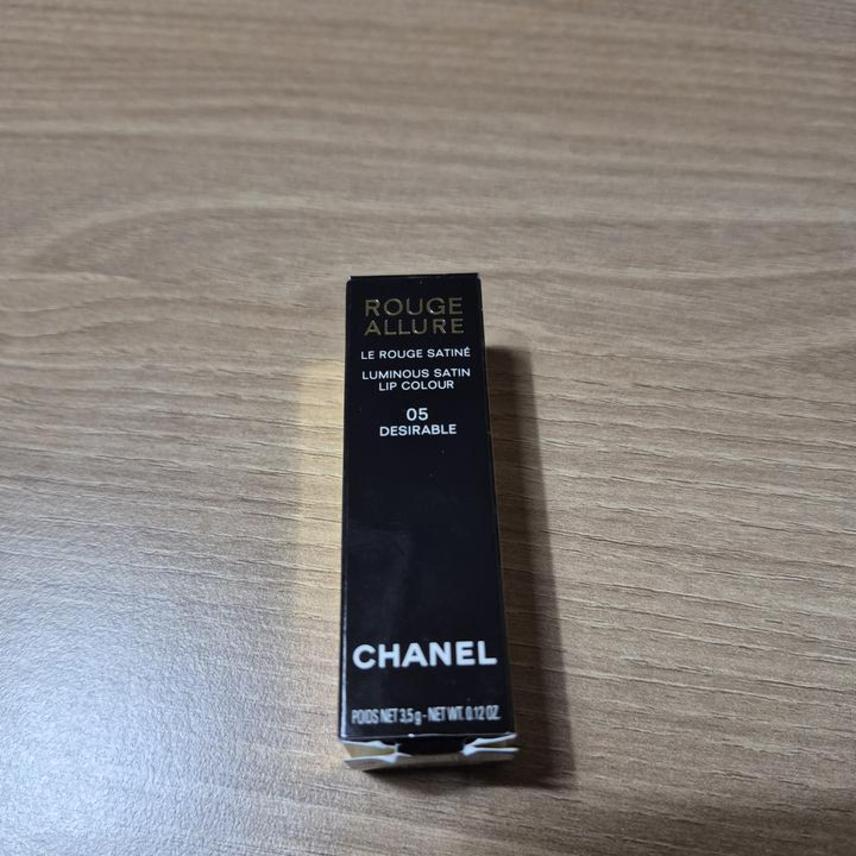 ROUGE
ALLURE
LE ROUGE SATINÉ
LUMINOUS SATIN
LIP COLOUR
05
DESIRABLE
CHANEL
POIDS NET 3,5 g - NET WT. 0.12 OZ.